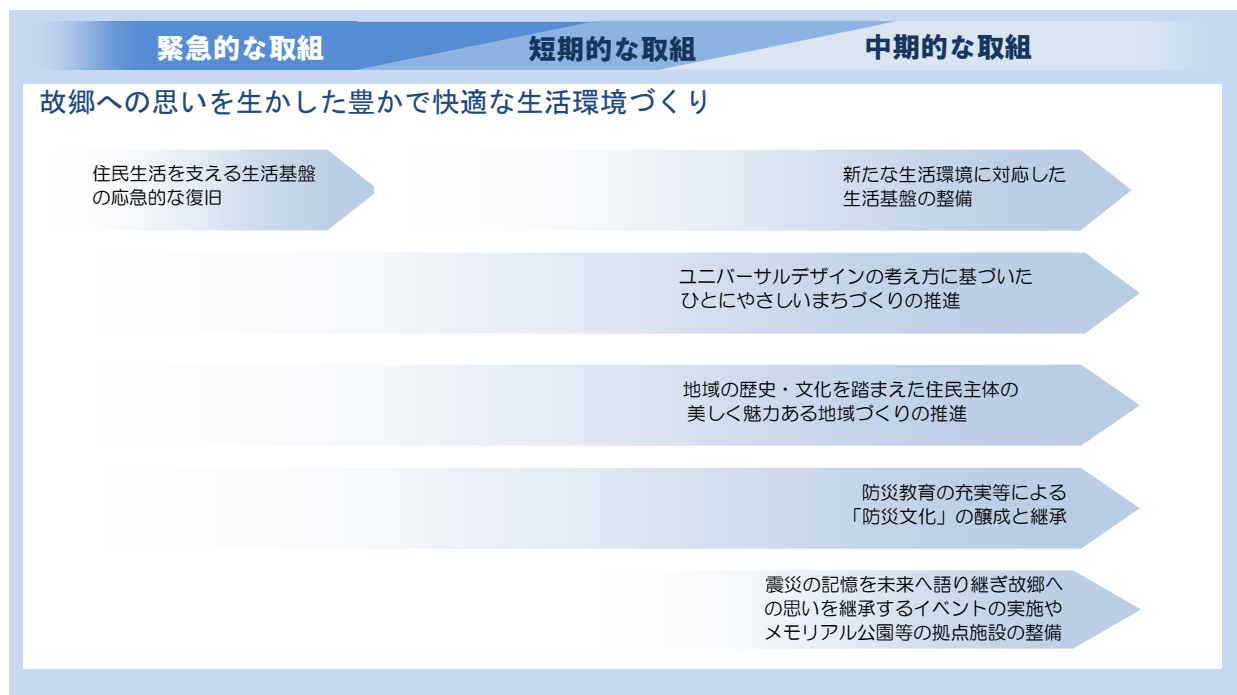 緊急的な取組
短期的な取組
中期的な取組
故郷への思いを生かした豊かで快適な生活環境づくり
住民生活を支える生活基盤
の応急的な復旧
新たな生活環境に対応した
生活基盤の整備
ユニバーサルデザインの考え方に基づいた
ひとにやさしいまちづくりの推進
地域の歴史・文化を踏まえた住民主体の
美しく魅力ある地域づくりの推進
防災教育の充実等による
「防災文化」の醸成と継承
震災の記憶を未来へ語り継ぎ故郷へ
の思いを継承するイベントの実施や
メモリアル公園等の拠点施設の整備